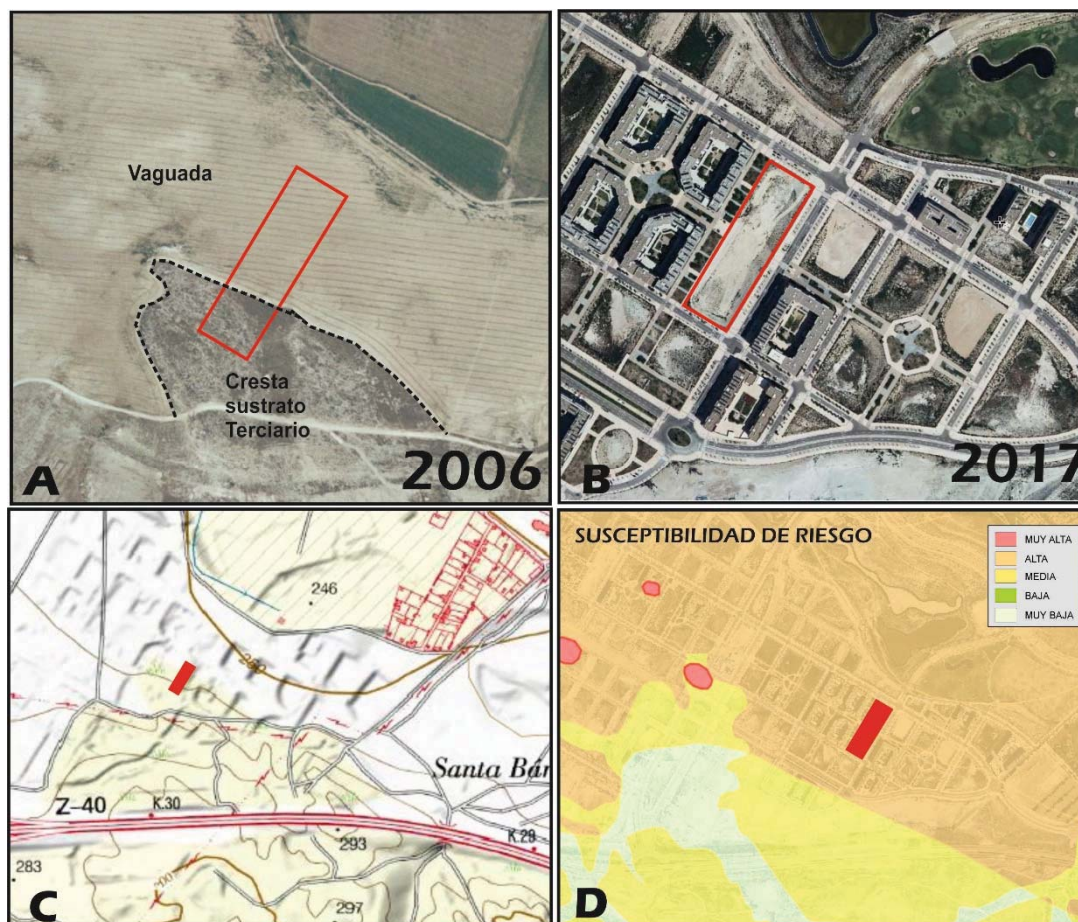 Vaguada
Cresta
sustrato
Terciario
A
2006
B
2017
246
250
Santa Bár
Z-40
K.30
K.29
293
283
297
C
SUSCEPTIBILIDAD DE RIESGO
MUY ALTA
ALTA
MEDIA
BAJA
MUY BAJA
D